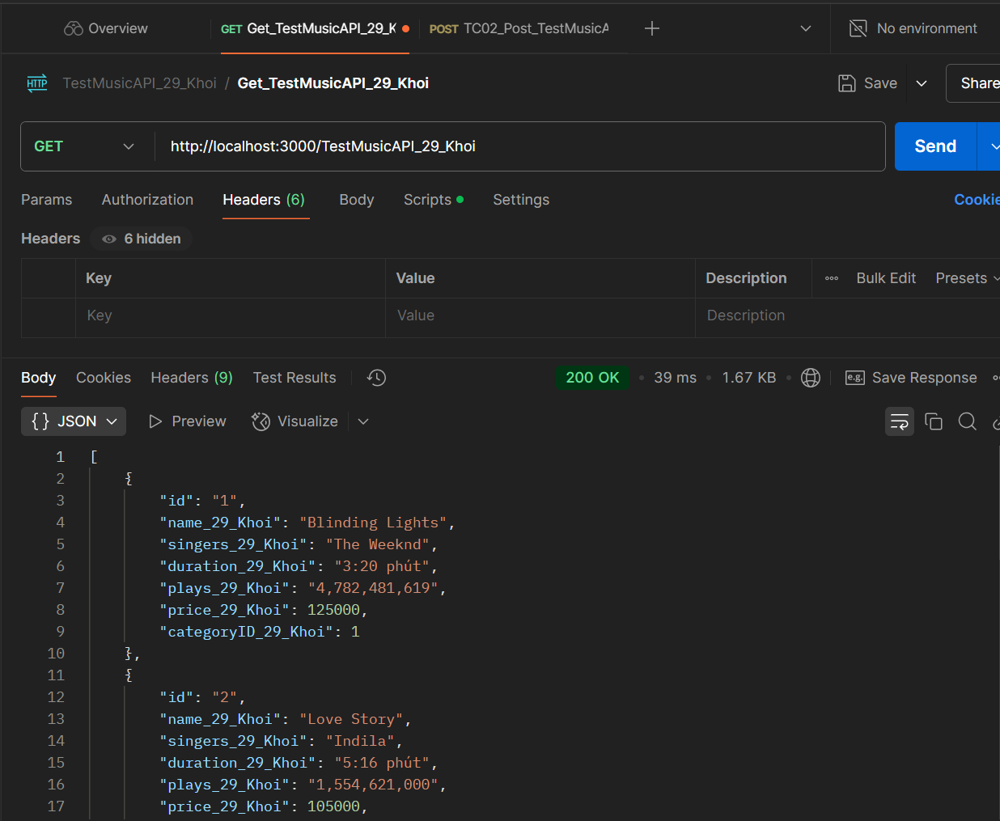 Overview GET Get_TestMusicAPI_29_K POST TC02_Post_TestMusicA No environment
HTTP TestMusicAPI_29_Khoi / Get_TestMusicAPI_29_Khoi Save Share
GET http://localhost:3000/TestMusicAPI_29_Khoi Send
Params Authorization Headers (6) Body Scripts Settings Cookie
Headers 6 hidden
Key Value Description Bulk Edit Presets
Key Value Description
Body Cookies Headers (9) Test Results 200 OK 39 ms 1.67 KB e.g. Save Response
{} JSON Preview Visualize
1 [
2 {
3 "id": "1",
4 "name_29_Khoi": "Blinding Lights",
5 "singers_29_Khoi": "The Weeknd",
6 "duration_29_Khoi": "3:20 phút",
7 "plays_29_Khoi": "4,782,481,619",
8 "price_29_Khoi": 125000,
9 "categoryID_29_Khoi": 1
10 },
11 {
12 "id": "2",
13 "name_29_Khoi": "Love Story",
14 "singers_29_Khoi": "Indila",
15 "duration_29_Khoi": "5:16 phút",
16 "plays_29_Khoi": "1,554,621,000",
17 "price_29_Khoi": 105000,